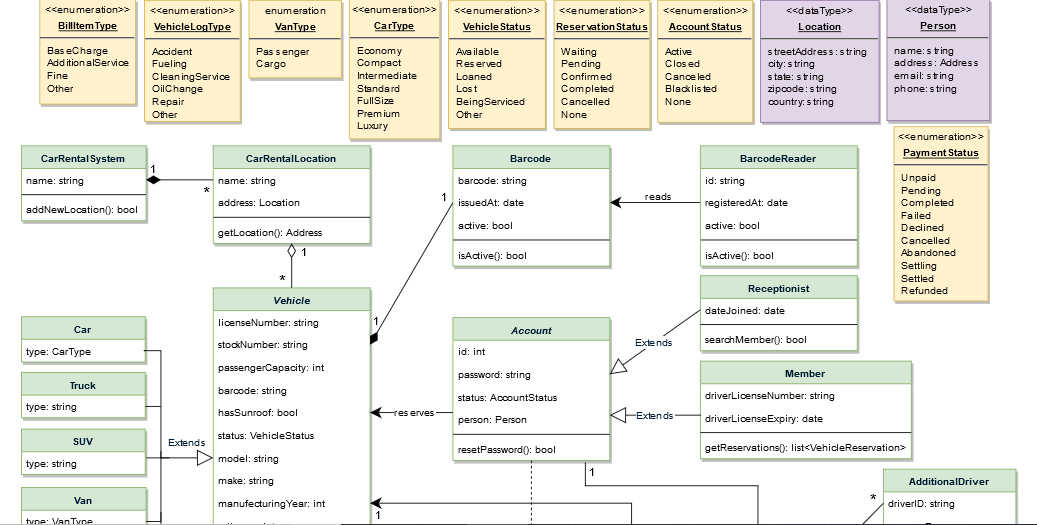 <<enumeration>>
BillItemType
BaseCharge
AdditionalService
Fine
Other
<<enumeration>>
VehicleLogType
Accident
Fueling
CleaningService
OilChange
Repair
Other
enumeration
VanType
Passenger
Cargo
<<enumeration>>
CarType
Economy
Compact
Intermediate
Standard
FullSize
Premium
Luxury
<<enumeration>>
VehicleStatus
Available
Reserved
Loaned
Lost
BeingServiced
Other
<<enumeration>>
ReservationStatus
Waiting
Pending
Confirmed
Completed
Cancelled
None
<<enumeration>>
AccountStatus
Active
Closed
Canceled
Blacklisted
None
<<dataType>>
Location
streetAddress: string
city: string
state: string
zipcode: string
country: string
<<dataType>>
Person
name: string
address: Address
email: string
phone: string
<<enumeration>>
PaymentStatus
Unpaid
Pending
Completed
Failed
Declined
Cancelled
Abandoned
Settling
Settled
Refunded
CarRentalSystem
name: string
addNewLocation(): bool
1
*
CarRentalLocation
name: string
address: Location
getLocation(): Address
1
*
Barcode
barcode: string
issuedAt: date
active: bool
isActive(): bool
1
reads
BarcodeReader
id: string
registeredAt: date
active: bool
isActive(): bool
Vehicle
licenseNumber: string
stockNumber: string
passengerCapacity: int
barcode: string
hasSunroof: bool
status: VehicleStatus
model: string
make: string
manufecturingYear: int
1
1
Car
type: CarType
Truck
type: string
SUV
type: string
Van
type: VanType
Extends
reserves
Account
id: int
password: string
status: AccountStatus
person: Person
resetPassword(): bool
1
Extends
Extends
Receptionist
dateJoined: date
searchMember(): bool
Member
driverLicenseNumber: string
driverLicenseExpiry: date
getReservations(): list<VehicleReservation>
AdditionalDriver
driverID: string
*